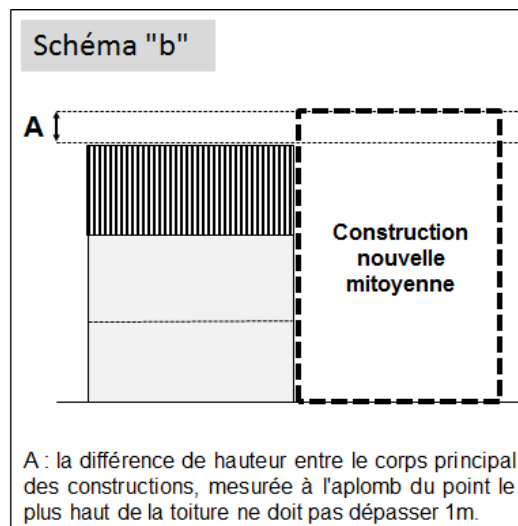 Schéma "b"
A
Construction
nouvelle
mitoyenne
A : la différence de hauteur entre le corps principal
des constructions, mesurée à l'aplomb du point le
plus haut de la toiture ne doit pas dépasser 1m.